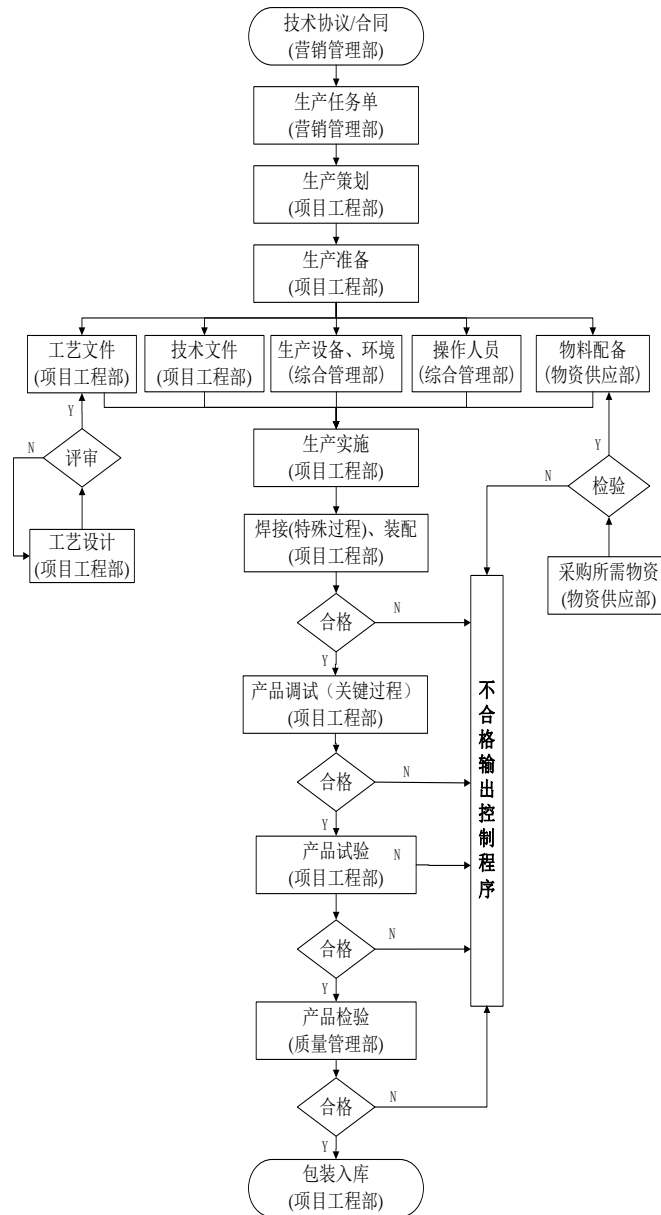 技术协议/合同
(营销管理部)
生产任务单
(营销管理部)
生产策划
(项目工程部)
生产准备
(项目工程部)
工艺文件
(项目工程部)
技术文件
(项目工程部)
生产设备、环境
(综合管理部)
操作人员
(综合管理部)
物料配备
(物资供应部)
Y
N
评审
工艺设计
(项目工程部)
Y
N
检验
采购所需物资
(物资供应部)
生产实施
(项目工程部)
焊接(特殊过程)、装配
(项目工程部)
合格
N
Y
产品调试（关键过程）
(项目工程部)
合格
N
Y
产品试验
(项目工程部)
N
合格
N
Y
产品检验
(质量管理部)
合格
N
Y
包装入库
(项目工程部)
不合格输出控制程序